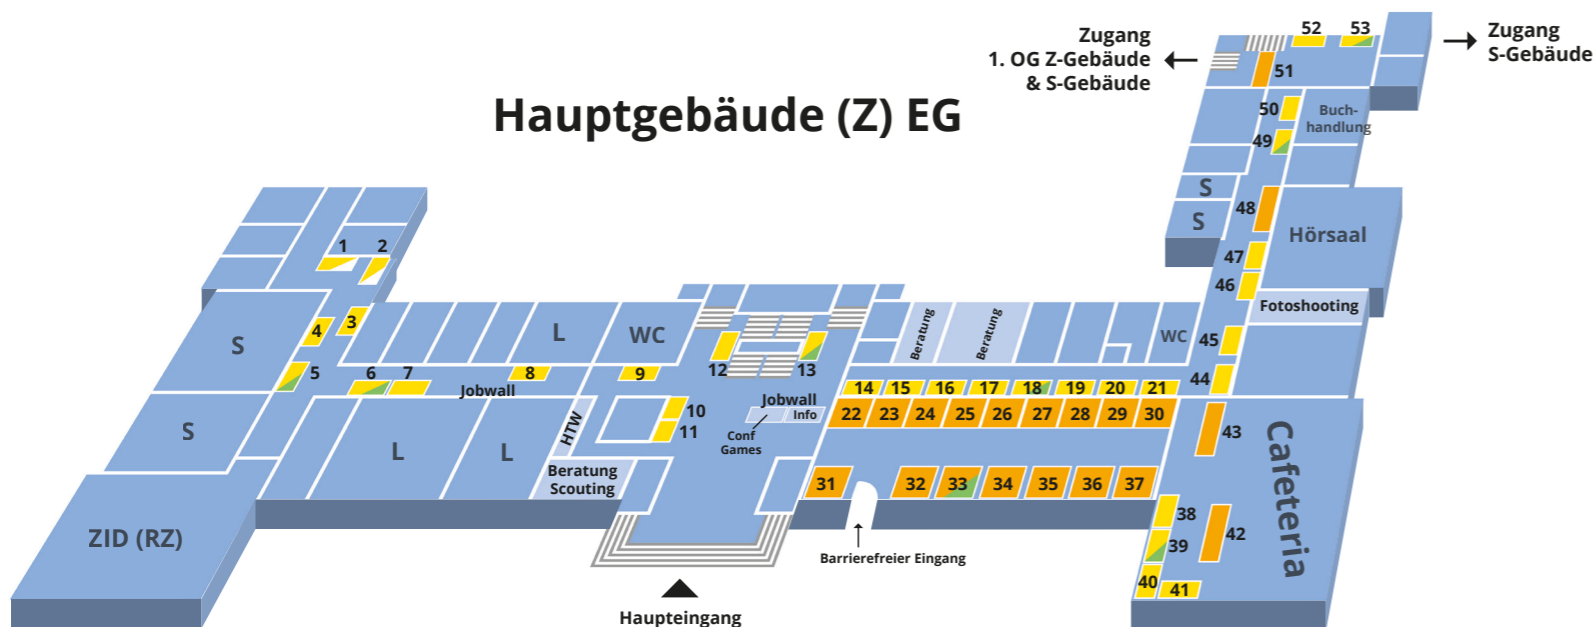 Hauptgebäude (Z) EG
Zugang
1. OG Z-Gebäude
& S-Gebäude
52
53
Zugang
S-Gebäude
51
50
Buch-
handlung
49
S
48
S
Hörsaal
47
46
Fotoshooting
45
44
1
2
3
4
S
5
6
7
Jobwall
8
L
WC
9
10
11
12
13
Jobwall
Info
Conf
Games
Beratung
Beratung
WC
14
15
16
17
18
19
20
21
22
23
24
25
26
27
28
29
30
43
Cafeteria
S
L
L
HTW
Beratung
Scouting
31
32
33
34
35
36
37
38
39
42
40
41
ZID (RZ)
Barrierefreier Eingang
Haupteingang